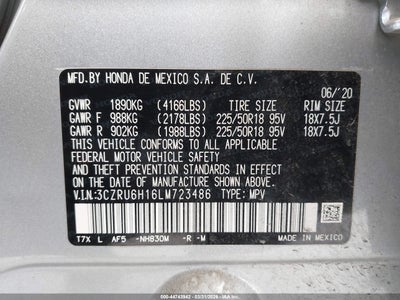 MFD.BY HONDA DE MEXICO S.A. DE C.V.
06/'20
GVWR 1890KG (4166LBS) TIRE SIZE RIM SIZE
GAWR F 988KG (2178LBS) 225/50R18 95V 18X7.5J
GAWR R 902KG (1988LBS) 225/50R18 95V 18X7.5J
THIS VEHICLE CONFORMS TO ALL APPLICABLE
FEDERAL MOTOR VEHICLE SAFETY
AND THEFT PREVENTION STANDARDS IN EFFECT
ON THE DATE OF MANUFACTURE SHOWN ABOVE.
V.I.N:3CZRU6H16LM723486 TYPE: MPV
T7X L AF5 -NH830M -R -M MADE IN MEXICO